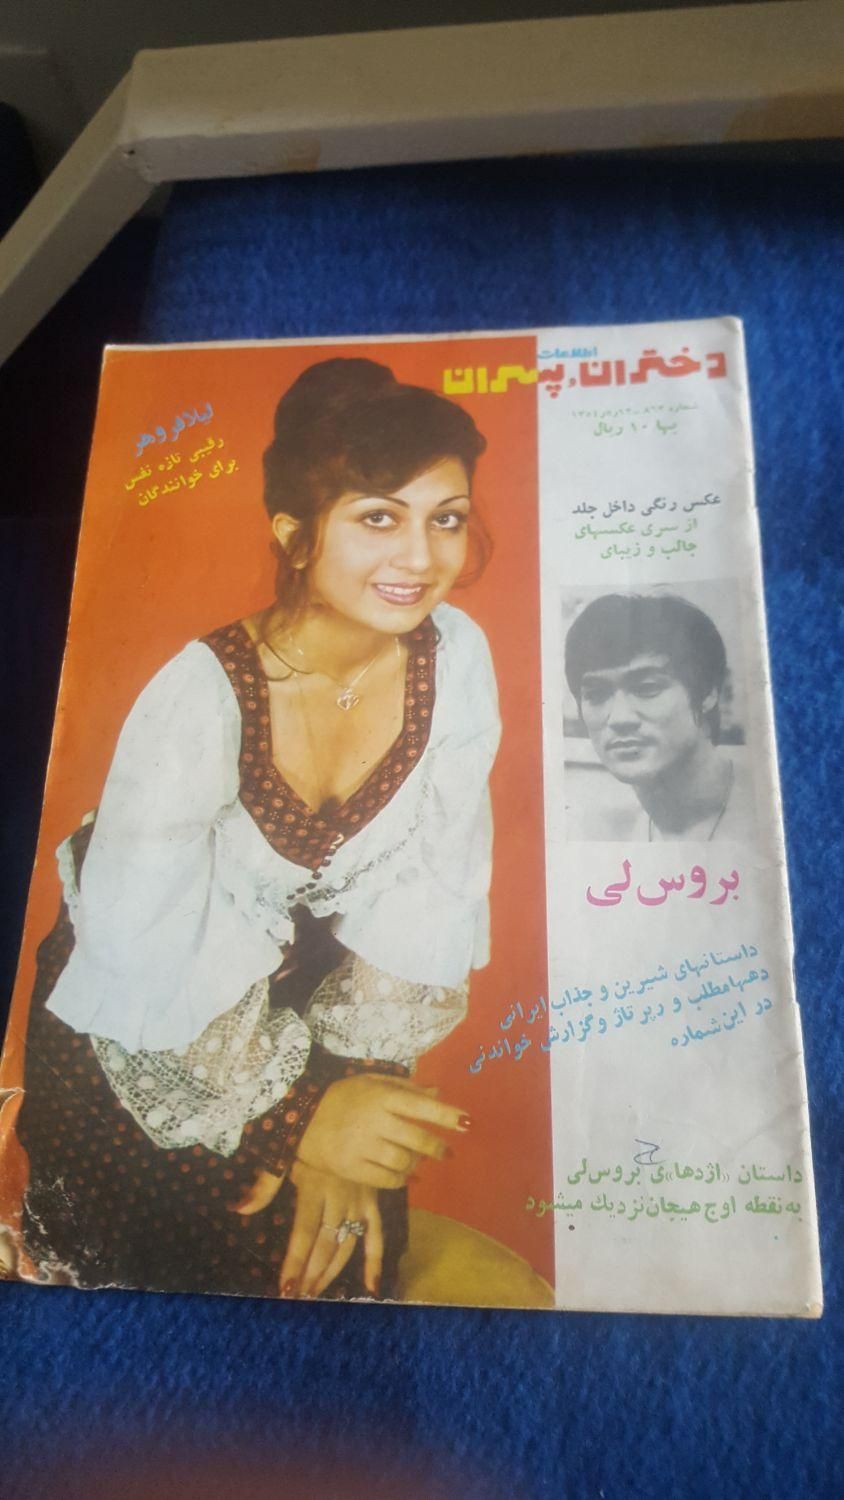 اطلاعات
دختران، پسران
شماره
بها ۱۰ ریال
لیلا فروهر
رقیبی تازه نفس
برای خوانندگان
عکس رنگی داخل جلد
از سری عکسهای
جالب و زیبای
بروس لی
داستانهای شیرین و جذاب ایرانی
دهها مطلب و رپرتاژ و گزارش خواندنی
در این شماره
داستان «اژدها»ی بروس لی
به نقطه اوج هیجان نزدیك میشود